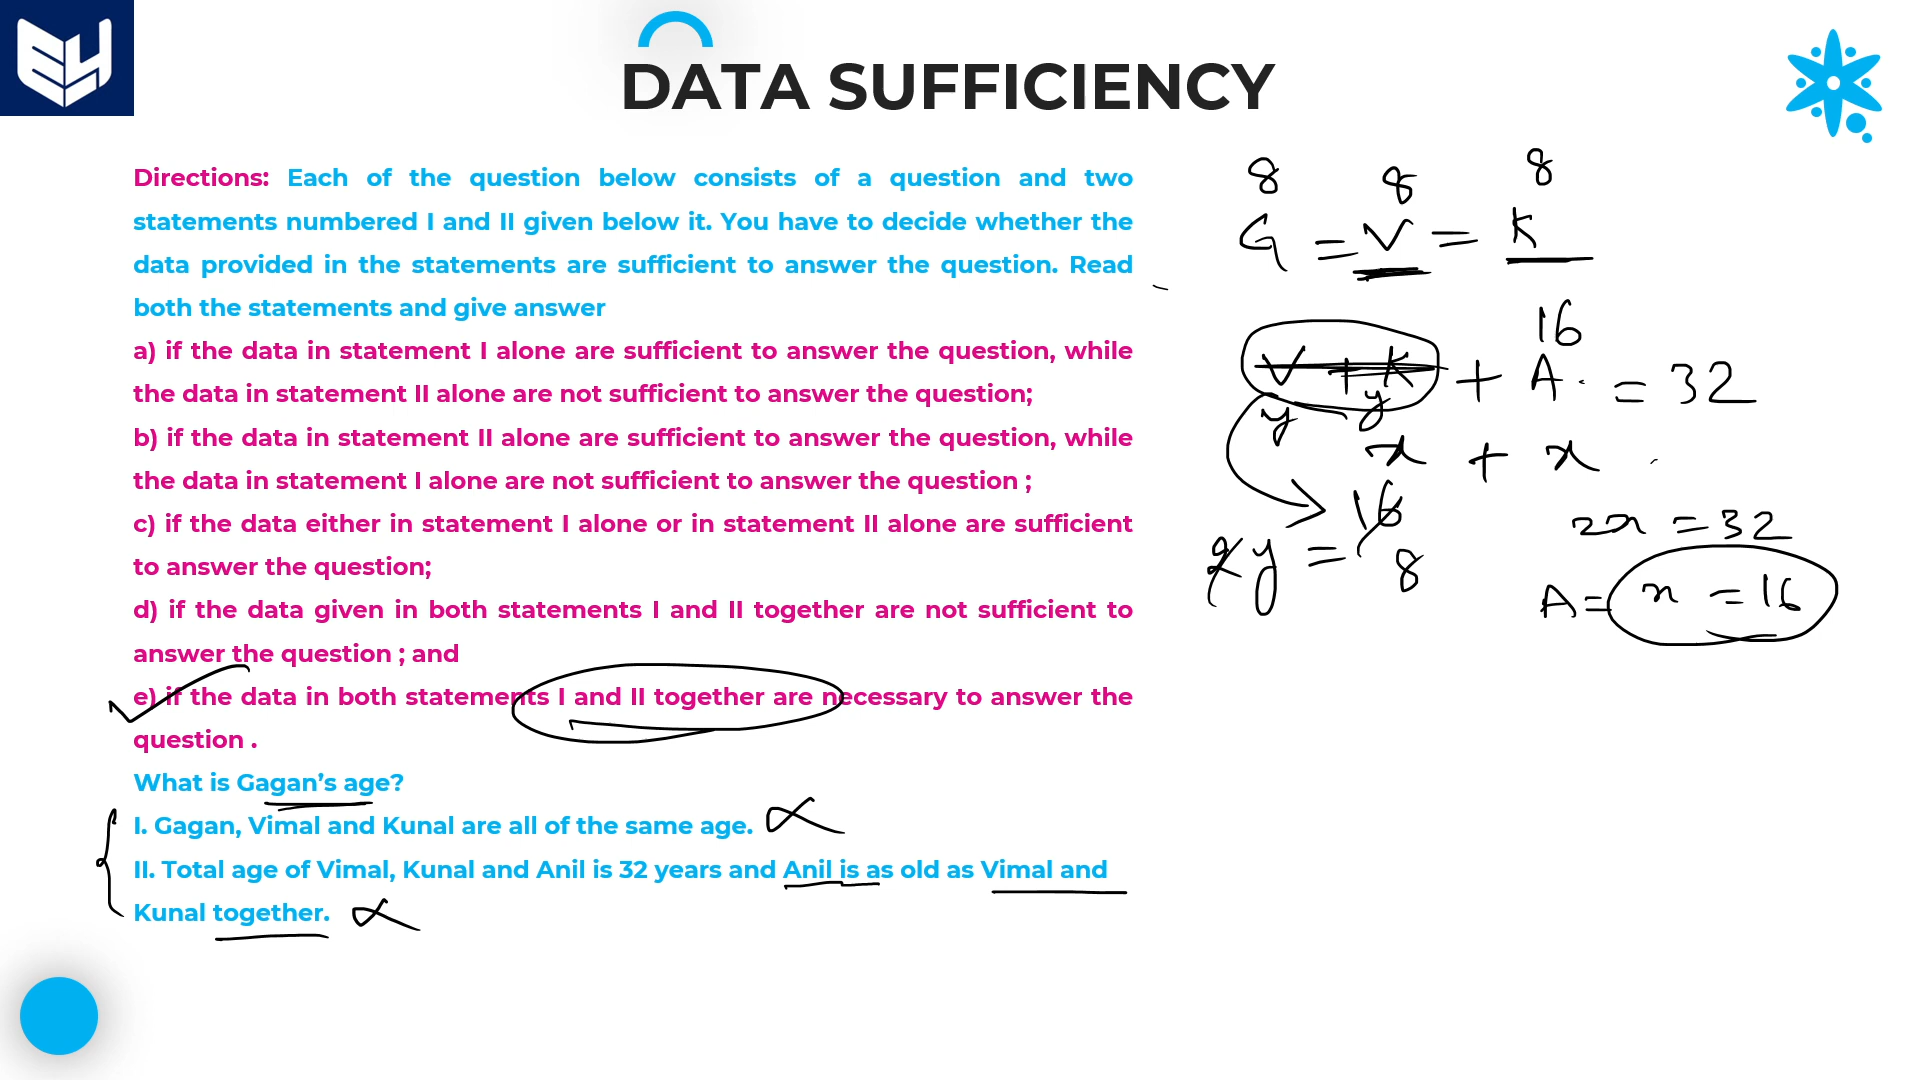 DATA SUFFICIENCY
Directions: Each of the question below consists of a question and two
statements numbered I and II given below it. You have to decide whether the
data provided in the statements are sufficient to answer the question. Read
both the statements and give answer
a) if the data in statement I alone are sufficient to answer the question, while
the data in statement II alone are not sufficient to answer the question;
b) if the data in statement II alone are sufficient to answer the question, while
the data in statement I alone are not sufficient to answer the question ;
c) if the data either in statement I alone or in statement II alone are sufficient
to answer the question;
d) if the data given in both statements I and II together are not sufficient to
answer the question ; and
e) if the data in both statements I and II together are necessary to answer the
question .
What is Gagan's age?
I. Gagan, Vimal and Kunal are all of the same age.
II. Total age of Vimal, Kunal and Anil is 32 years and Anil is as old as Vimal and
Kunal together.
8 8 8
G = V = K
16
V + K + A = 32
y y
x + x
16
2y = 8
2x = 32
A = x = 16